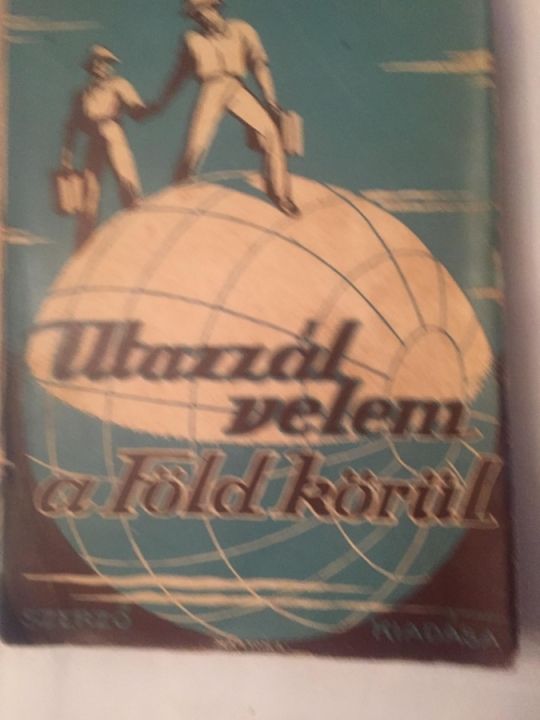 Utazzál
velem
a Föld körül
SZERZŐ KIADÁSA